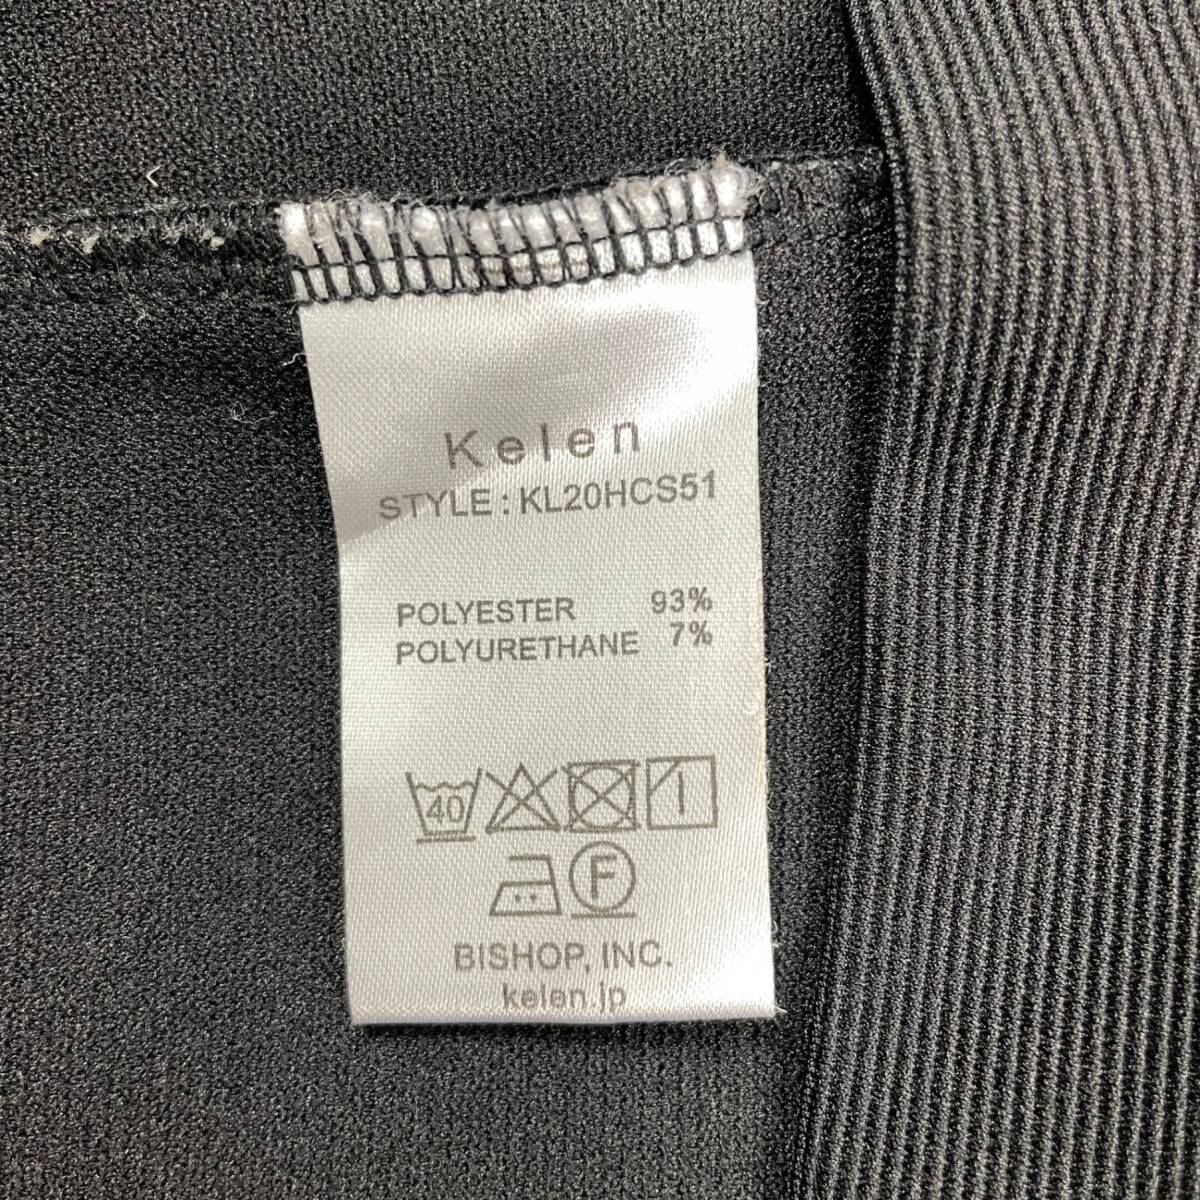 Kelen
STYLE : KL20HCS51
POLYESTER 93%
POLYURETHANE 7%
40
F
BISHOP, INC.
kelen.jp